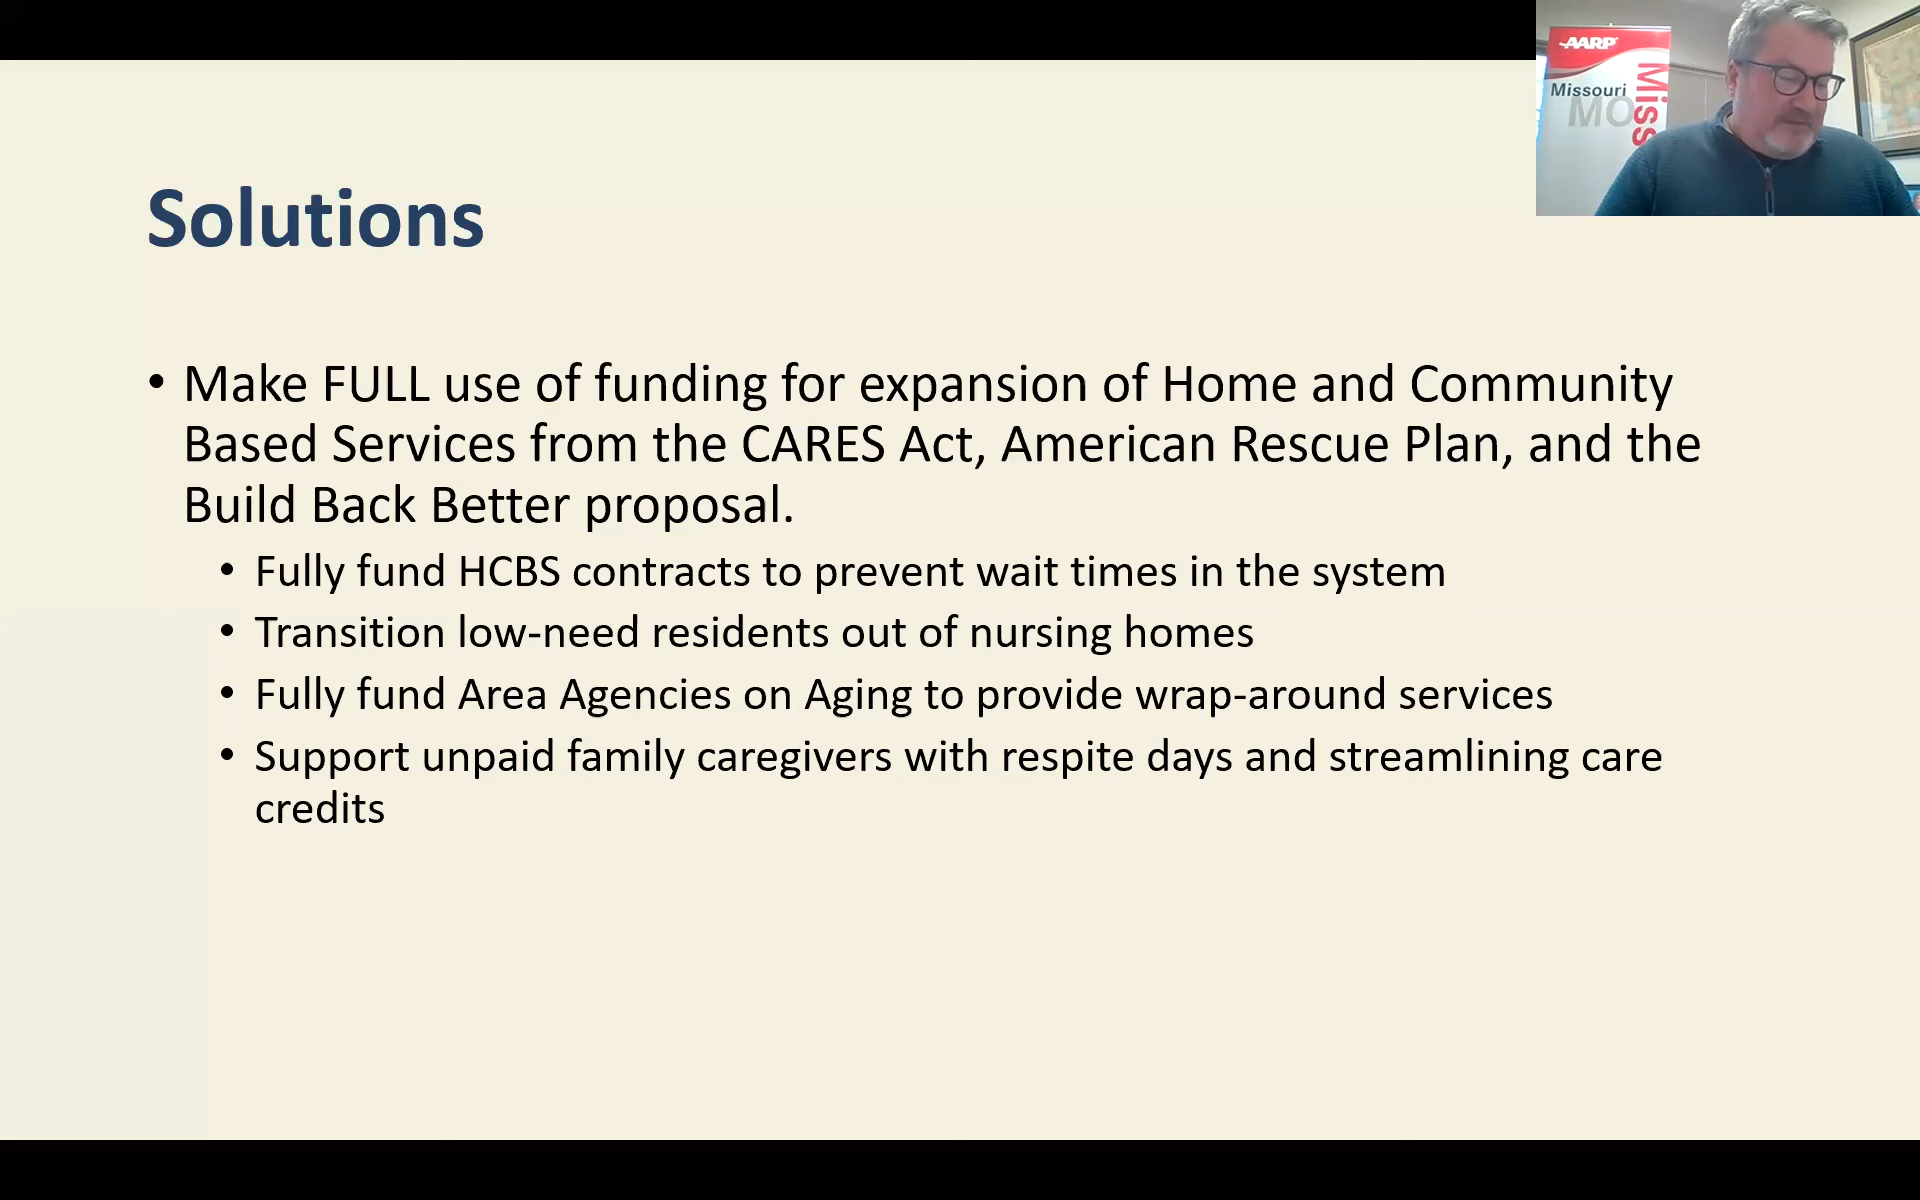 AARP
Missouri
MO
Miss
Solutions
• Make FULL use of funding for expansion of Home and Community
Based Services from the CARES Act, American Rescue Plan, and the
Build Back Better proposal.
• Fully fund HCBS contracts to prevent wait times in the system
• Transition low-need residents out of nursing homes
• Fully fund Area Agencies on Aging to provide wrap-around services
• Support unpaid family caregivers with respite days and streamlining care
credits